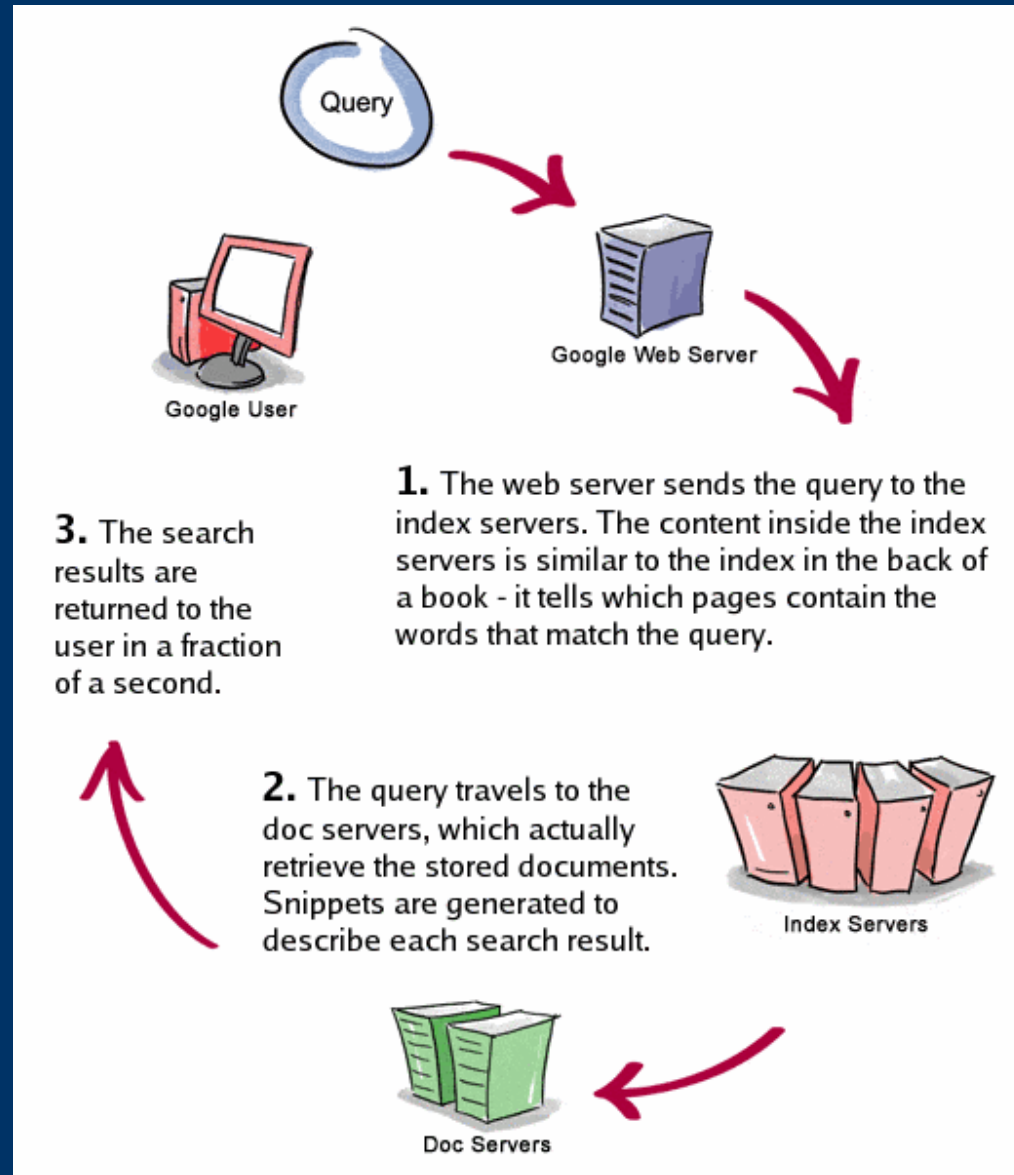 Query
Google Web Server
Google User
1. The web server sends the query to the
index servers. The content inside the index
servers is similar to the index in the back of
a book - it tells which pages contain the
words that match the query.
3. The search
results are
returned to the
user in a fraction
of a second.
2. The query travels to the
doc servers, which actually
retrieve the stored documents.
Snippets are generated to
describe each search result.
Index Servers
Doc Servers